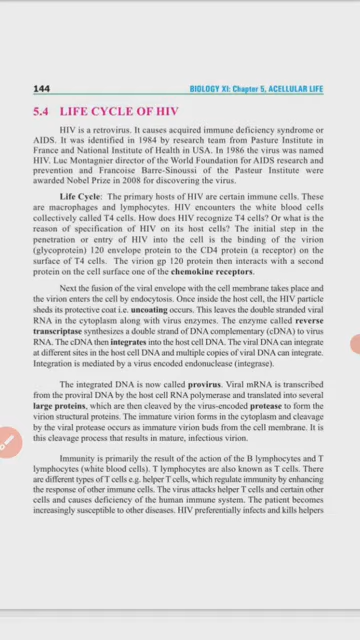 144 BIOLOGY XI: Chapter 5, ACELLULAR LIFE
5.4 LIFE CYCLE OF HIV
HIV is a retrovirus. It causes acquired immune deficiency syndrome or
AIDS. It was identified in 1984 by research team from Pasture Institute in
France and National Institute of Health in USA. In 1986 the virus was named
HIV. Luc Montagnier director of the World Foundation for AIDS research and
prevention and Francoise Barre-Sinoussi of the Pasteur Institute were
awarded Nobel Prize in 2008 for discovering the virus.
Life Cycle: The primary hosts of HIV are certain immune cells. These
are macrophages and lymphocytes. HIV encounters the white blood cells
collectively called T4 cells. How does HIV recognize T4 cells? Or what is the
reason of specification of HIV on its host cells? The initial step in the
penetration or entry of HIV into the cell is the binding of the virion
(glycoprotein) 120 envelope protein to the CD4 protein (a receptor) on the
surface of T4 cells. The virion gp 120 protein then interacts with a second
protein on the cell surface one of the chemokine receptors.
Next the fusion of the viral envelope with the cell membrane takes place and
the virion enters the cell by endocytosis. Once inside the host cell, the HIV particle
sheds its protective coat i.e. uncoating occurs. This leaves the double stranded viral
RNA in the cytoplasm along with virus enzymes. The enzyme called reverse
transcriptase synthesizes a double strand of DNA complementary (cDNA) to virus
RNA. The cDNA then integrates into the host cell DNA. The viral DNA can integrate
at different sites in the host cell DNA and multiple copies of viral DNA can integrate.
Integration is mediated by a virus encoded endonuclease (integrase).
The integrated DNA is now called provirus. Viral mRNA is transcribed
from the proviral DNA by the host cell RNA polymerase and translated into several
large proteins, which are then cleaved by the virus-encoded protease to form the
virion structural proteins. The immature virion forms in the cytoplasm and cleavage
by the viral protease occurs as immature virion buds from the cell membrane. It is
this cleavage process that results in mature, infectious virion.
Immunity is primarily the result of the action of the B lymphocytes and T
lymphocytes (white blood cells). T lymphocytes are also known as T cells. There
are different types of T cells e.g. helper T cells, which regulate immunity by enhancing
the response of other immune cells. The virus attacks helper T cells and certain other
cells and causes deficiency of the human immune system. The patient becomes
increasingly susceptible to other diseases. HIV preferentially infects and kills helpers